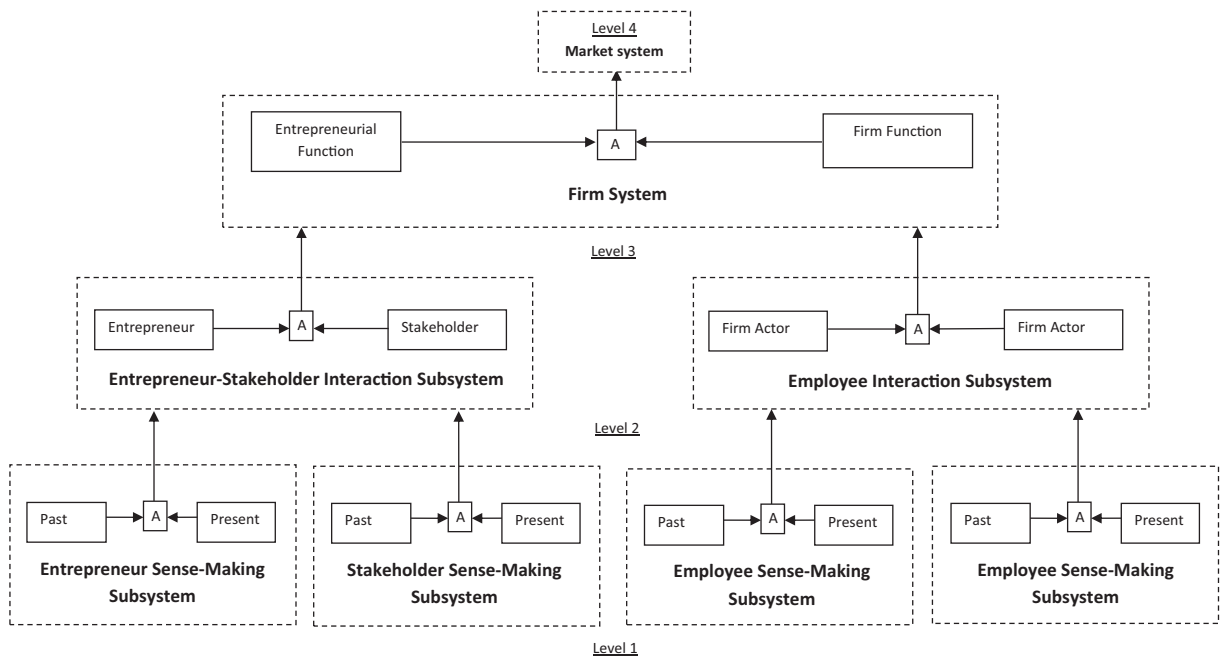 Level 4
Market system
Entrepreneurial
Function
A
Firm Function
Firm System
Level 3
Entrepreneur
A
Stakeholder
Entrepreneur-Stakeholder Interaction Subsystem
Firm Actor
A
Firm Actor
Employee Interaction Subsystem
Level 2
Past
A
Present
Entrepreneur Sense-Making
Subsystem
Past
A
Present
Stakeholder Sense-Making
Subsystem
Past
A
Present
Employee Sense-Making
Subsystem
Past
A
Present
Employee Sense-Making
Subsystem
Level 1